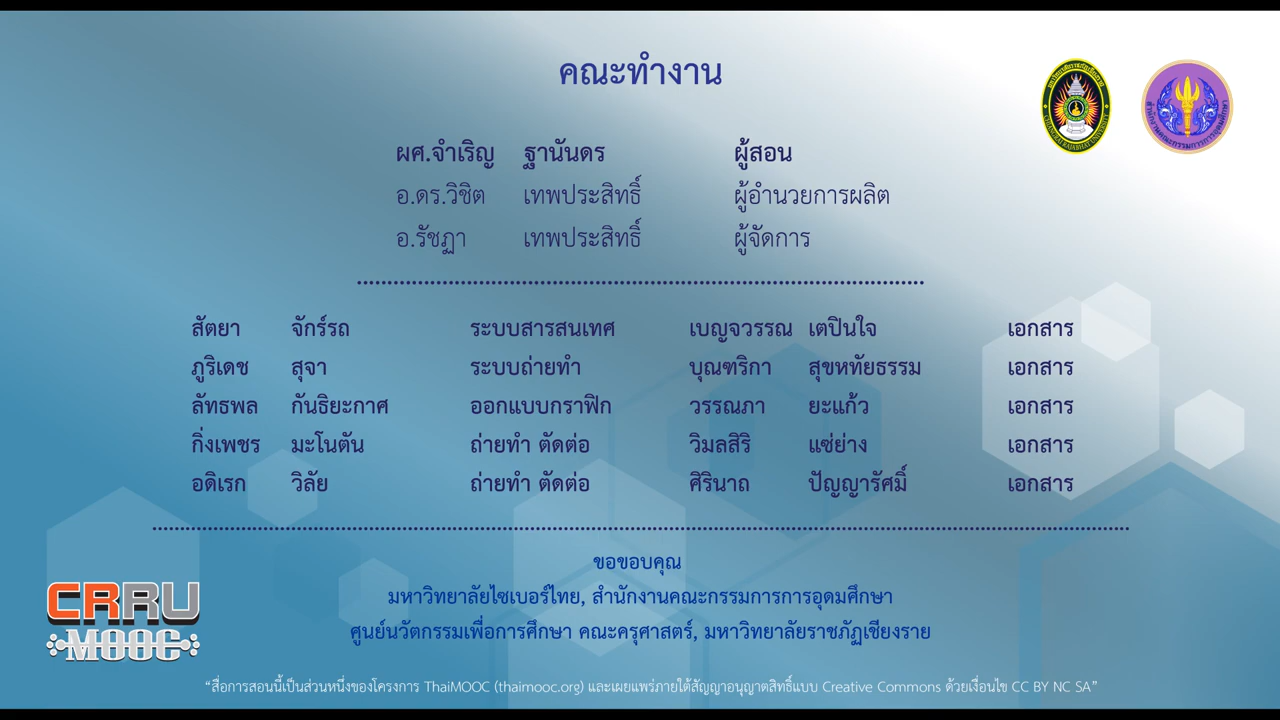 คณะทำงาน
ผศ.จำเริญ ฐานันดร ผู้สอน
อ.ดร.วิชิต เทพประสิทธิ์ ผู้อำนวยการผลิต
อ.รัชฎา เทพประสิทธิ์ ผู้จัดการ
สัตยา จักร์รถ ระบบสารสนเทศ เบญจวรรณ เตปินใจ เอกสาร
ภูริเดช สุจา ระบบถ่ายทำ บุณฑริกา สุขหทัยธรรม เอกสาร
ลัทธพล กันธิยะกาศ ออกแบบกราฟิก วรรณภา ยะแก้ว เอกสาร
กิ่งเพชร มะโนตัน ถ่ายทำ ตัดต่อ วิมลสิริ แซ่ย่าง เอกสาร
อดิเรก วิลัย ถ่ายทำ ตัดต่อ ศิรินาถ ปัญญารัศมิ์ เอกสาร
ขอขอบคุณ
มหาวิทยาลัยไซเบอร์ไทย, สำนักงานคณะกรรมการการอุดมศึกษา
ศูนย์นวัตกรรมเพื่อการศึกษา คณะครุศาสตร์, มหาวิทยาลัยราชภัฏเชียงราย
CRRU
MOOC
“สื่อการสอนนี้เป็นส่วนหนึ่งของโครงการ ThaiMOOC (thaimooc.org) และเผยแพร่ภายใต้สัญญาอนุญาตสิทธิ์แบบ Creative Commons ด้วยเงื่อนไข CC BY NC SA”